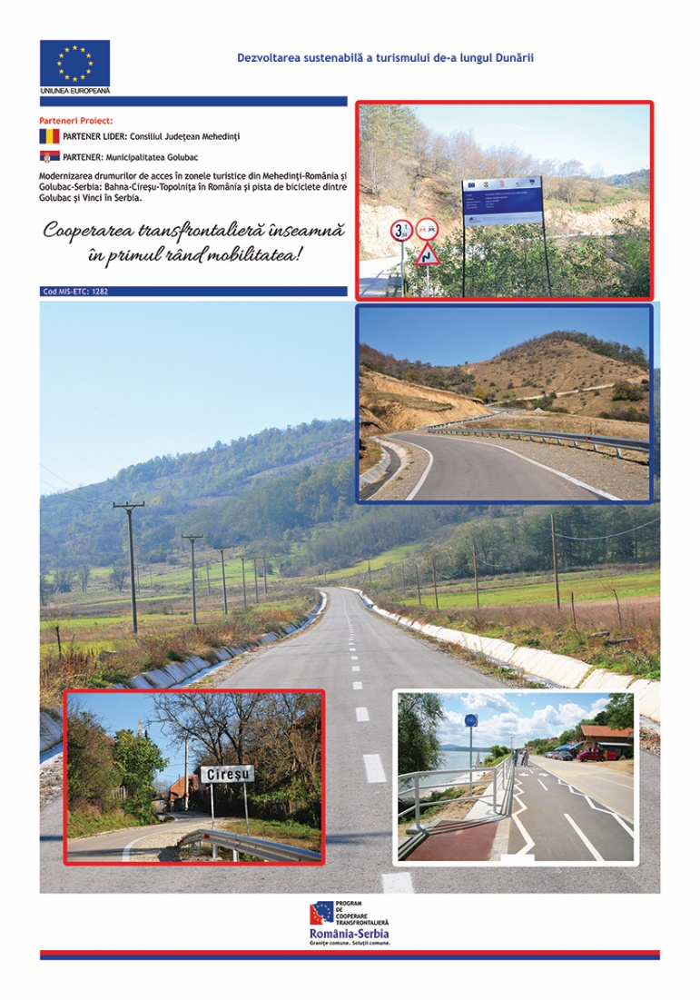 Dezvoltarea sustenabilă a turismului de-a lungul Dunării
UNIUNEA EUROPEANĂ
Parteneri Proiect:
PARTENER LIDER: Consiliul Județean Mehedinți
PARTENER: Municipalitatea Golubac
Modernizarea drumurilor de acces în zonele turistice din Mehedinți-România și
Golubac-Serbia: Bahna-Cireșu-Topolnița în România și pista de biciclete dintre
Golubac și Vinci în Serbia.
Cooperarea transfrontalieră înseamnă
în primul rând mobilitatea!
Cod MIS-ETC: 1282
Cireșu
PROGRAM
DE
COOPERARE
TRANSFRONTALIERĂ
România-Serbia
Granițe comune. Soluții comune.